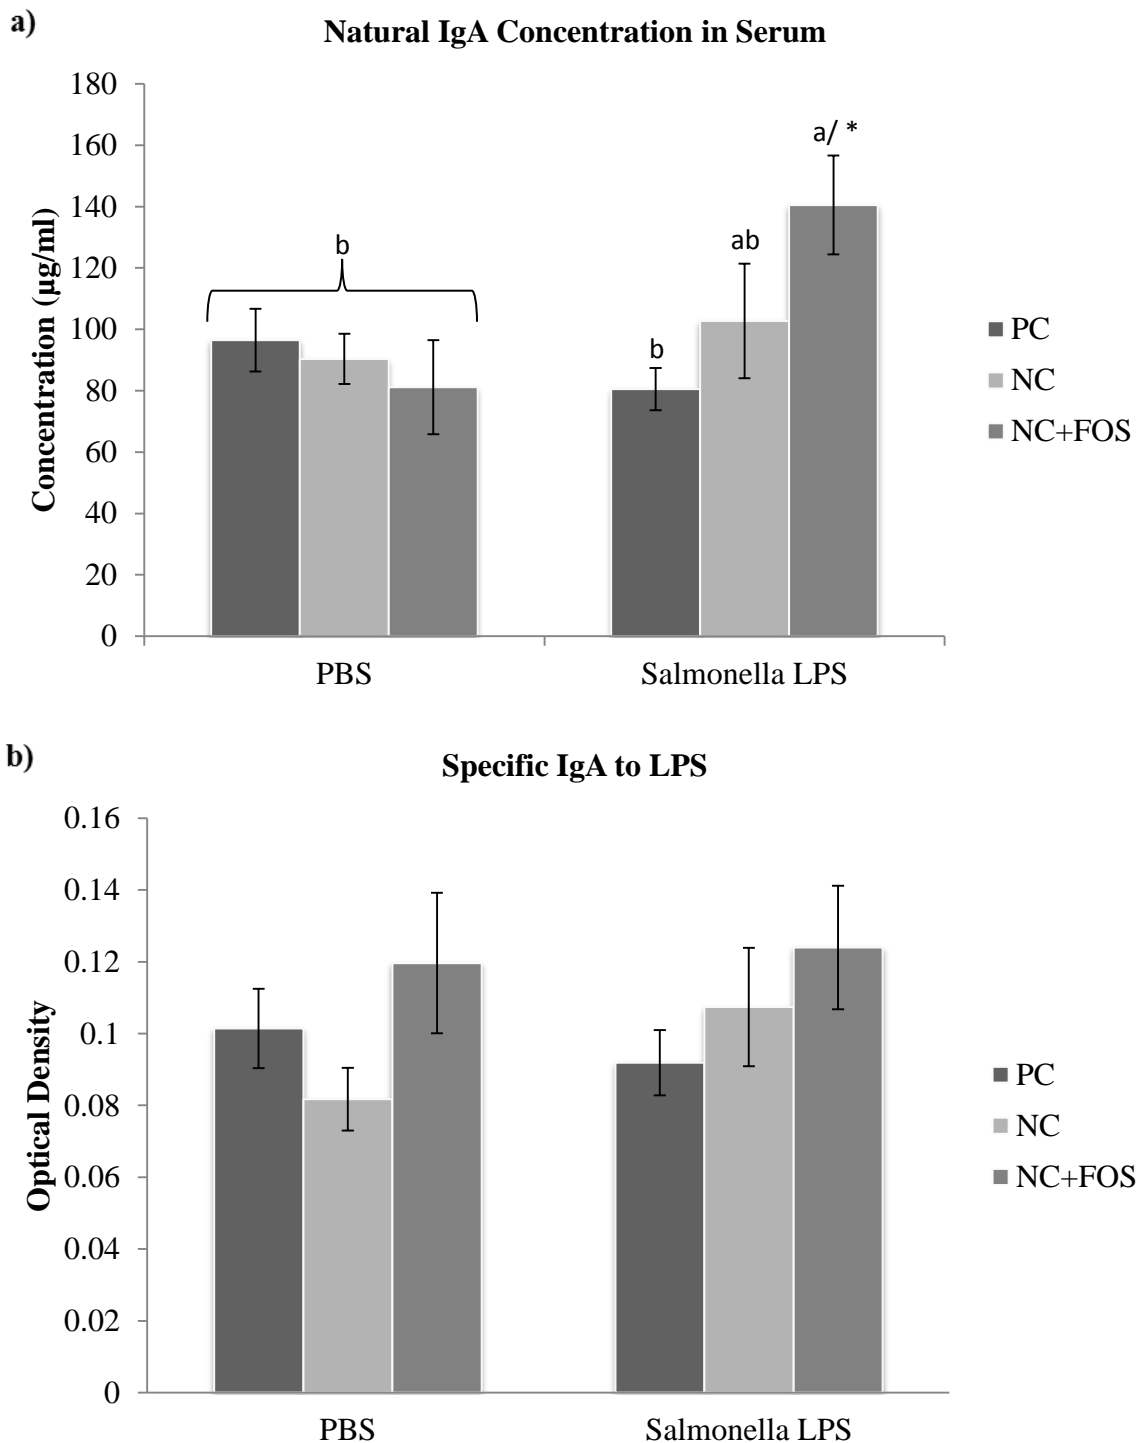 a)
Natural IgA Concentration in Serum
180
160
140
120
100
80
60
40
20
0
Concentration (µg/ml)
b
b
ab
a/ *
PBS
Salmonella LPS
PC
NC
NC+FOS
b)
Specific IgA to LPS
0.16
0.14
0.12
0.1
0.08
0.06
0.04
0.02
0
Optical Density
PBS
Salmonella LPS
PC
NC
NC+FOS